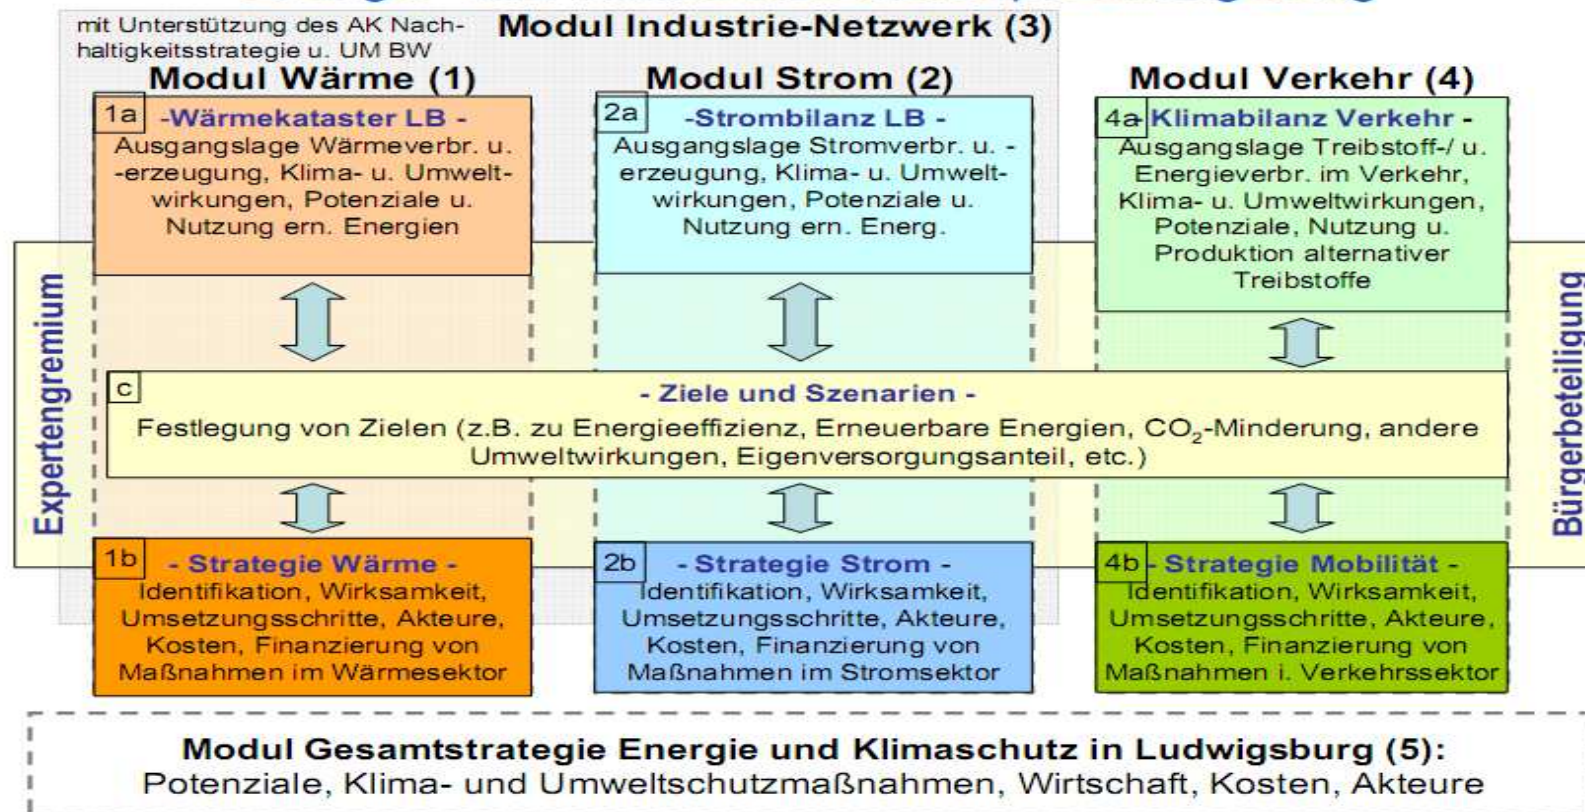 mit Unterstützung des AK Nach-
haltigkeitsstrategie u. UM BW
Modul Industrie-Netzwerk (3)
Modul Wärme (1)
Modul Strom (2)
Modul Verkehr (4)
1a
-Wärmekataster LB -
Ausgangslage Wärmeverbr. u.
-erzeugung, Klima- u. Umwelt-
wirkungen, Potenziale u.
Nutzung ern. Energien
2a
-Strombilanz LB -
Ausgangslage Stromverbr. u. -
erzeugung, Klima- u. Umwelt-
wirkungen, Potenziale u.
Nutzung ern. Energ.
4a
- Klimabilanz Verkehr -
Ausgangslage Treibstoff-/ u.
Energieverbr. im Verkehr,
Klima- u. Umweltwirkungen,
Potenziale, Nutzung u.
Produktion alternativer
Treibstoffe
Expertengremium
Bürgerbeteiligung
c
- Ziele und Szenarien -
Festlegung von Zielen (z.B. zu Energieeffizienz, Erneuerbare Energien, CO₂-Minderung, andere
Umweltwirkungen, Eigenversorgungsanteil, etc.)
1b
- Strategie Wärme -
Identifikation, Wirksamkeit,
Umsetzungsschritte, Akteure,
Kosten, Finanzierung von
Maßnahmen im Wärmesektor
2b
- Strategie Strom -
Identifikation, Wirksamkeit,
Umsetzungsschritte, Akteure,
Kosten, Finanzierung von
Maßnahmen im Stromsektor
4b
- Strategie Mobilität -
Identifikation, Wirksamkeit,
Umsetzungsschritte, Akteure,
Kosten, Finanzierung von
Maßnahmen i. Verkehrssektor
Modul Gesamtstrategie Energie und Klimaschutz in Ludwigsburg (5):
Potenziale, Klima- und Umweltschutzmaßnahmen, Wirtschaft, Kosten, Akteure